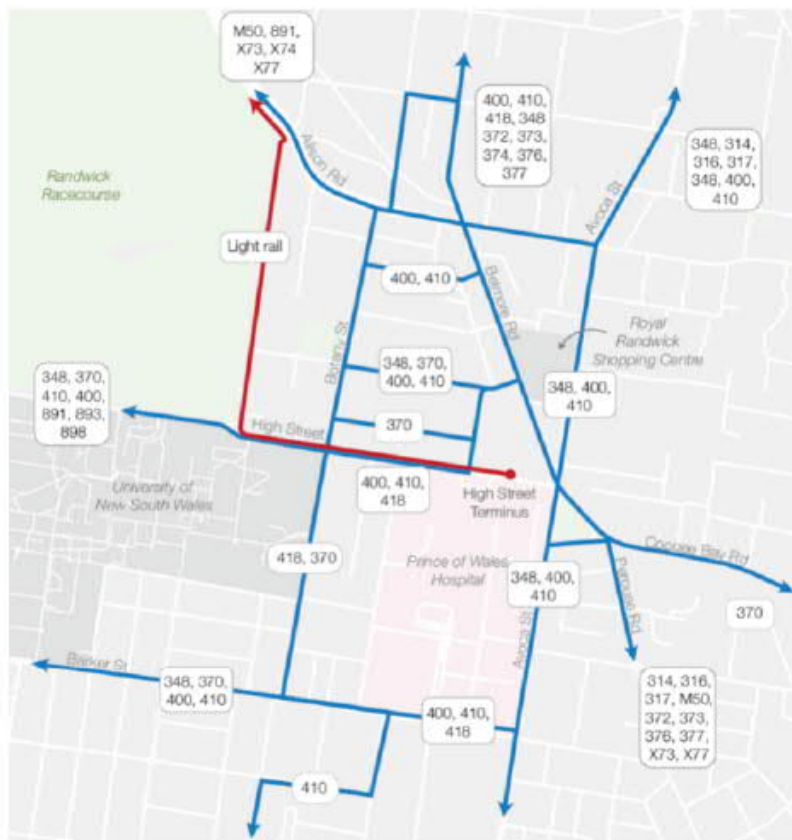 M50, 891,
X73, X74
X77
400, 410,
418, 348
372, 373,
374, 376,
377
348, 314,
316, 317,
348, 400,
410
Alison Rd
Randwick
Racecourse
Avoca St
Light rail
400, 410
Belmore Rd
Botany St
Royal
Randwick
Shopping Centre
348, 370,
410, 400,
891, 893,
898
348, 370,
400, 410
348, 400,
410
370
High Street
400, 410,
418
High Street
Terminus
University of
New South Wales
418, 370
Prince of Wales
Hospital
348, 400,
410
Coogee Bay Rd
Perouse Rd
370
Avoca St
Barker St
348, 370,
400, 410
400, 410,
418
314, 316,
317, M50,
372, 373,
376, 377,
X73, X77
410